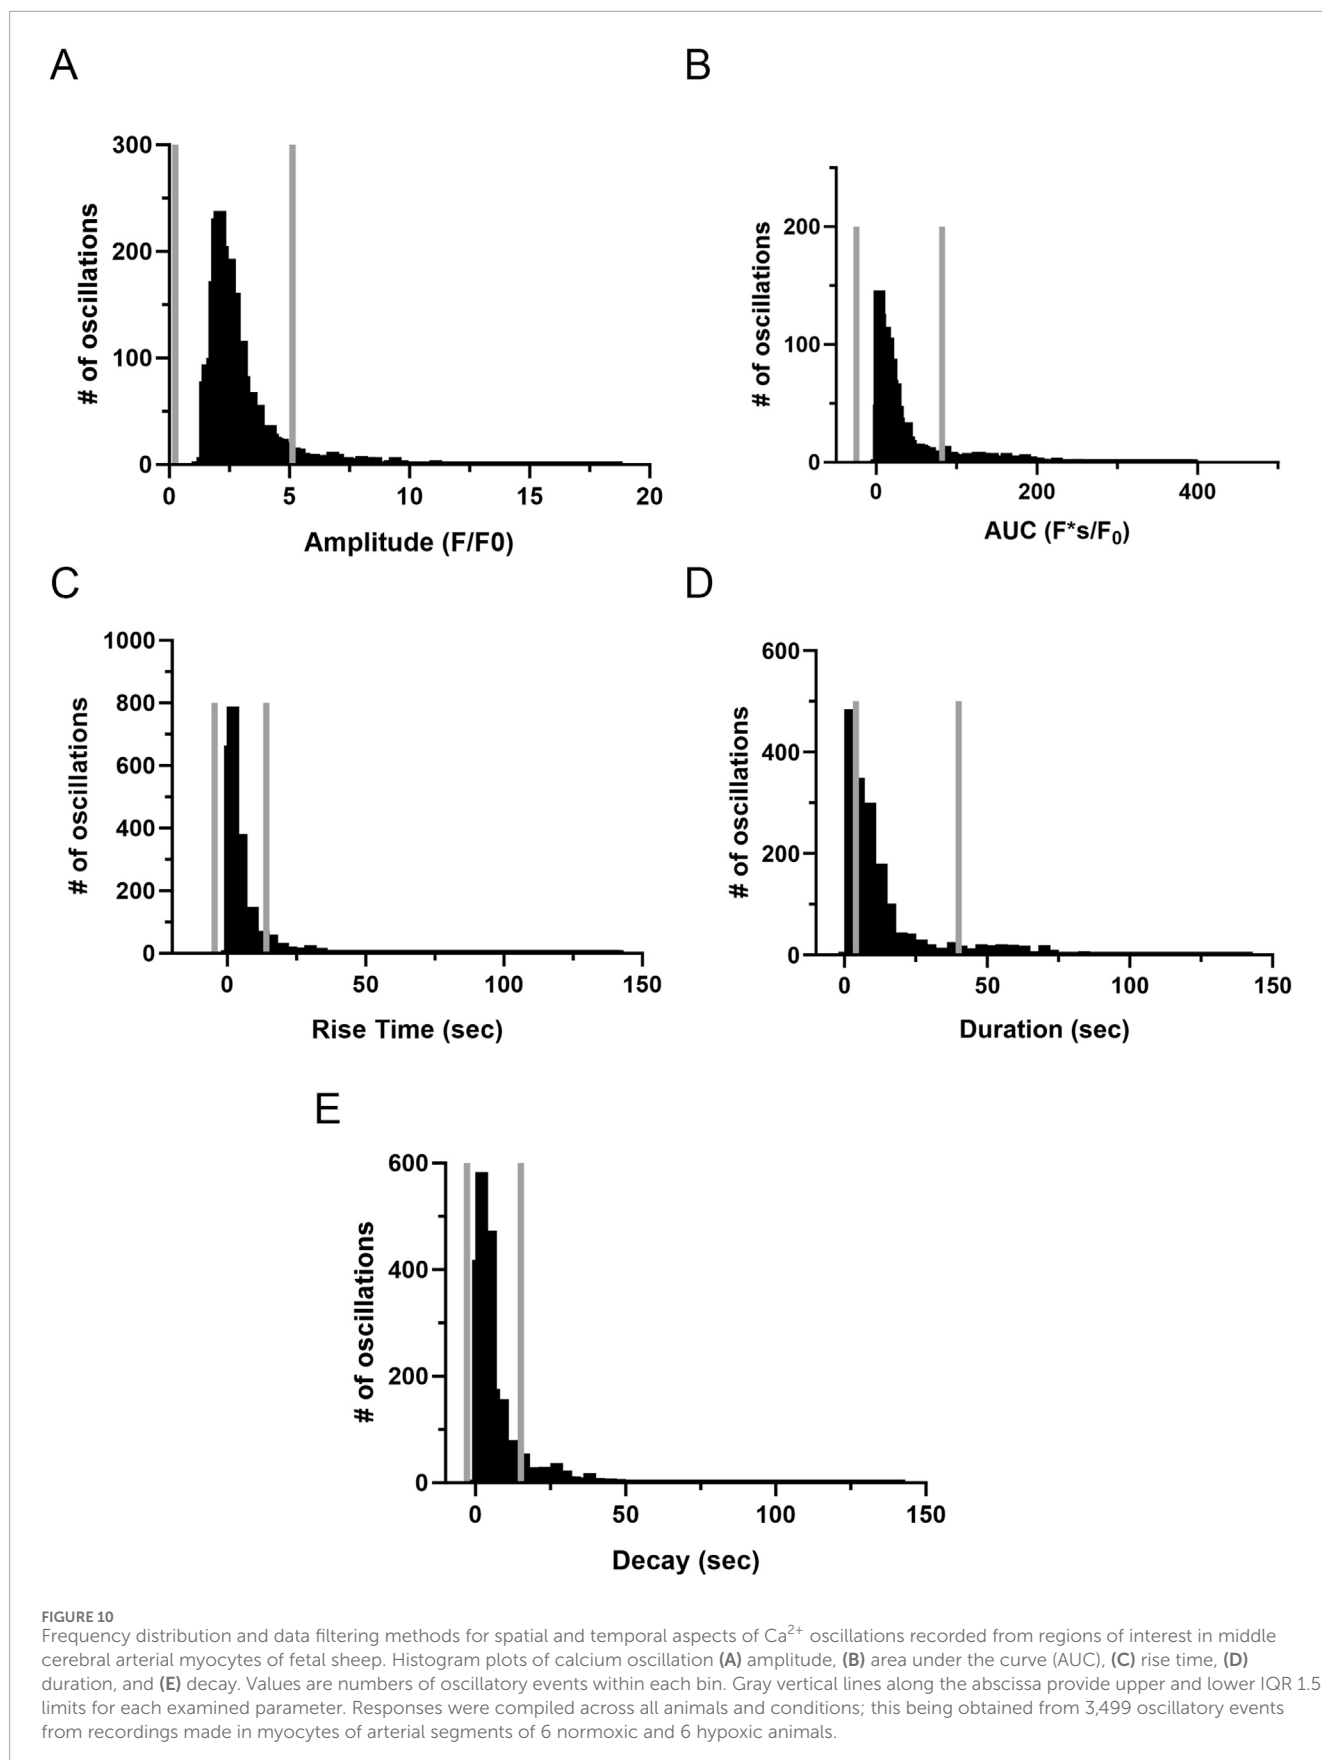 A
300
200
100
0
# of oscillations
0 5 10 15 20
Amplitude (F/F0)
B
200
100
0
# of oscillations
0 200 400
AUC (F*s/F₀)
C
1000
800
600
400
200
0
# of oscillations
0 50 100 150
Rise Time (sec)
D
600
400
200
0
# of oscillations
0 50 100 150
Duration (sec)
E
600
400
200
0
# of oscillations
0 50 100 150
Decay (sec)
FIGURE 10
Frequency distribution and data filtering methods for spatial and temporal aspects of Ca²⁺ oscillations recorded from regions of interest in middle
cerebral arterial myocytes of fetal sheep. Histogram plots of calcium oscillation (A) amplitude, (B) area under the curve (AUC), (C) rise time, (D)
duration, and (E) decay. Values are numbers of oscillatory events within each bin. Gray vertical lines along the abscissa provide upper and lower IQR 1.5
limits for each examined parameter. Responses were compiled across all animals and conditions; this being obtained from 3,499 oscillatory events
from recordings made in myocytes of arterial segments of 6 normoxic and 6 hypoxic animals.